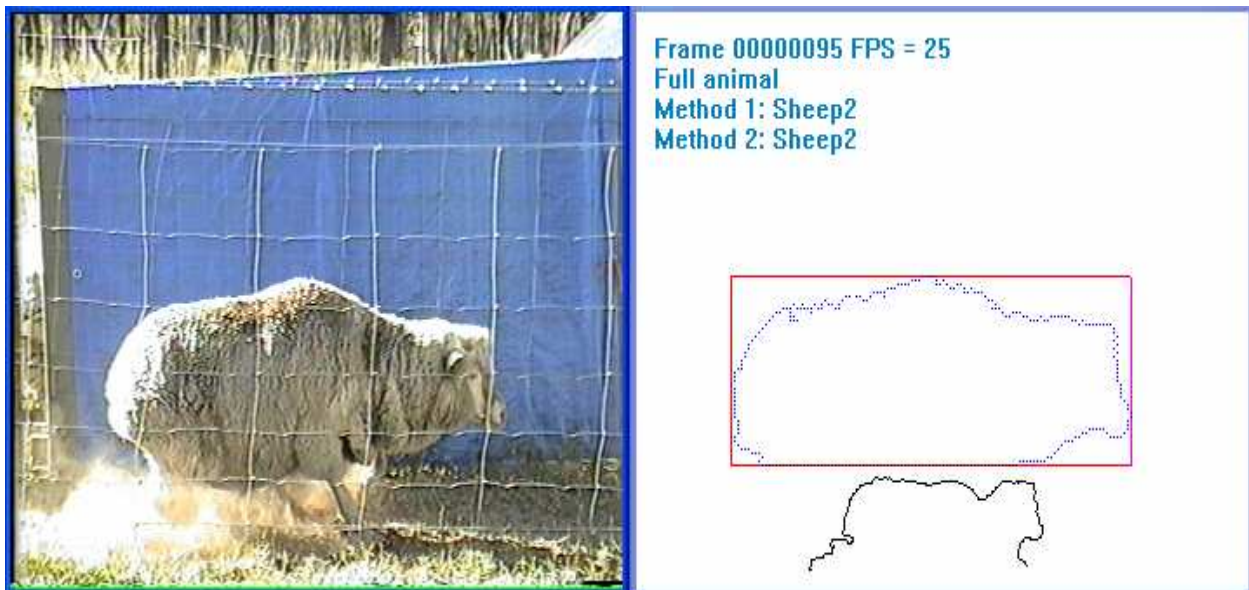 Frame 00000095 FPS = 25
Full animal
Method 1: Sheep2
Method 2: Sheep2